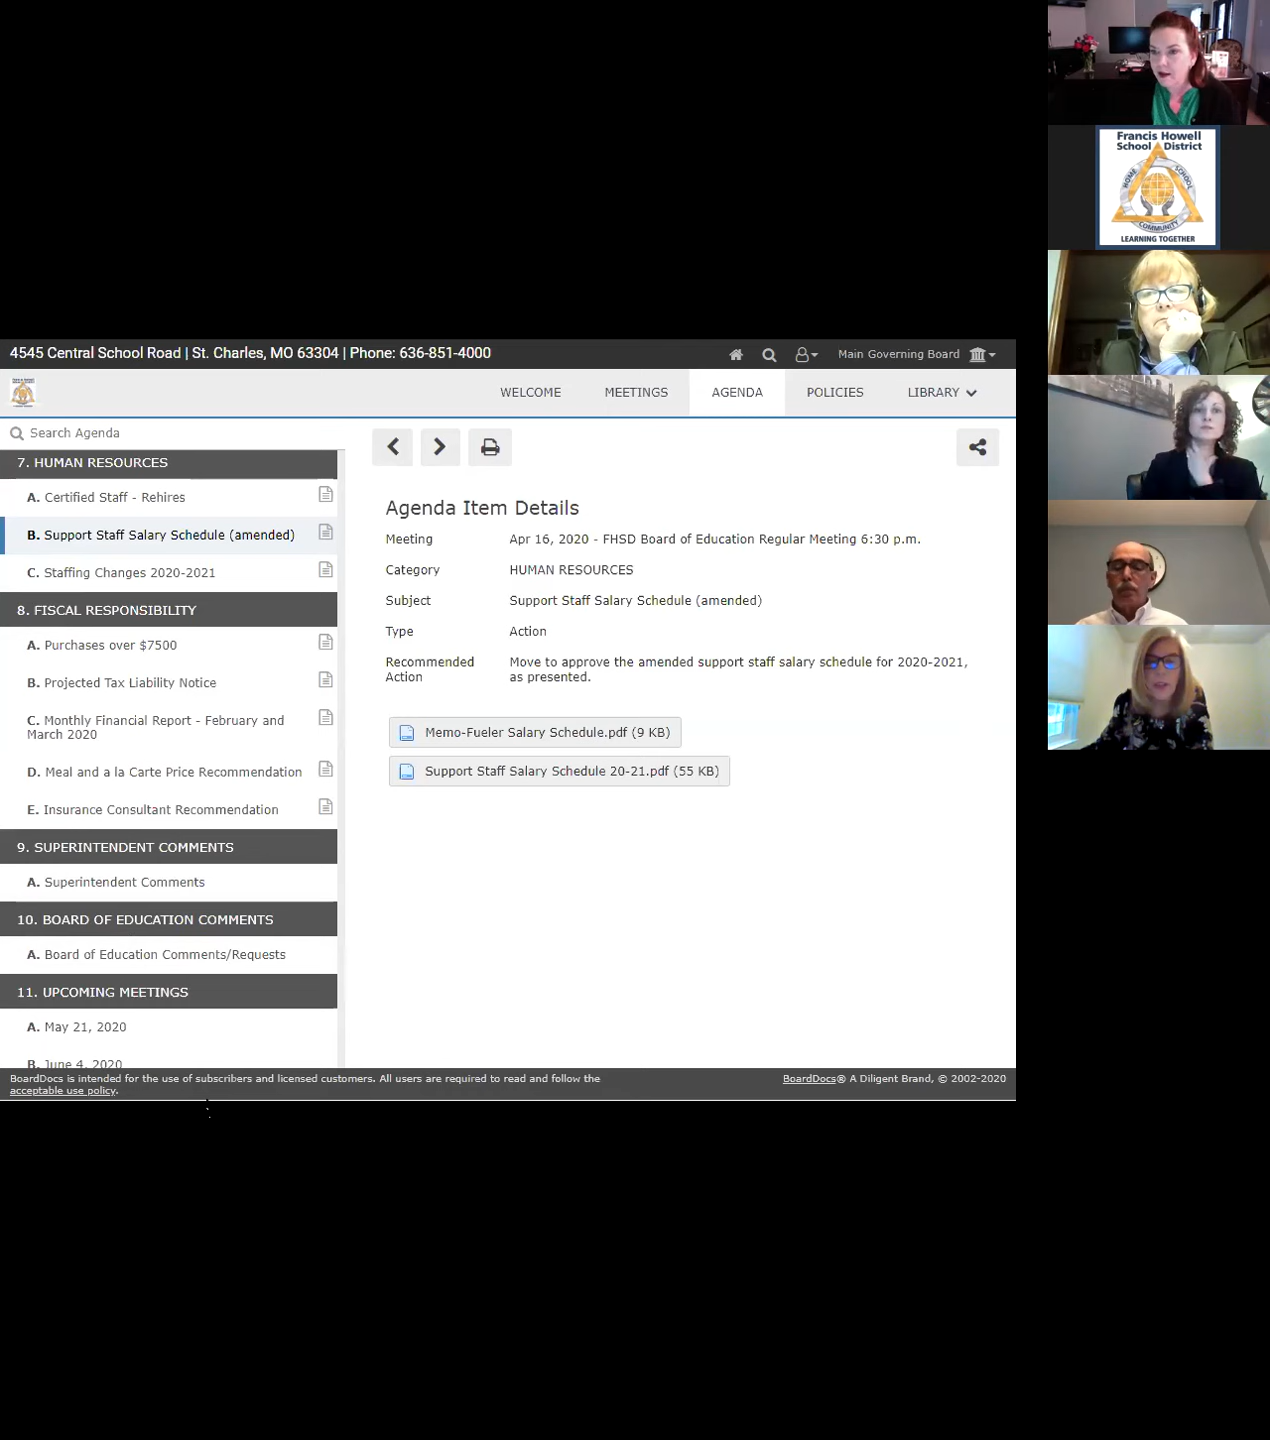 Francis Howell
School District
HOME
SCHOOL
COMMUNITY
LEARNING TOGETHER
4545 Central School Road | St. Charles, MO 63304 | Phone: 636-851-4000
Main Governing Board
WELCOME
MEETINGS
AGENDA
POLICIES
LIBRARY
Search Agenda
7. HUMAN RESOURCES
A. Certified Staff - Rehires
B. Support Staff Salary Schedule (amended)
C. Staffing Changes 2020-2021
8. FISCAL RESPONSIBILITY
A. Purchases over $7500
B. Projected Tax Liability Notice
C. Monthly Financial Report - February and
March 2020
D. Meal and a la Carte Price Recommendation
E. Insurance Consultant Recommendation
9. SUPERINTENDENT COMMENTS
A. Superintendent Comments
10. BOARD OF EDUCATION COMMENTS
A. Board of Education Comments/Requests
11. UPCOMING MEETINGS
A. May 21, 2020
B. June 4, 2020
Agenda Item Details
Meeting
Apr 16, 2020 - FHSD Board of Education Regular Meeting 6:30 p.m.
Category
HUMAN RESOURCES
Subject
Support Staff Salary Schedule (amended)
Type
Action
Recommended
Action
Move to approve the amended support staff salary schedule for 2020-2021,
as presented.
Memo-Fueler Salary Schedule.pdf (9 KB)
Support Staff Salary Schedule 20-21.pdf (55 KB)
BoardDocs is intended for the use of subscribers and licensed customers. All users are required to read and follow the
acceptable use policy.
BoardDocs® A Diligent Brand, © 2002-2020